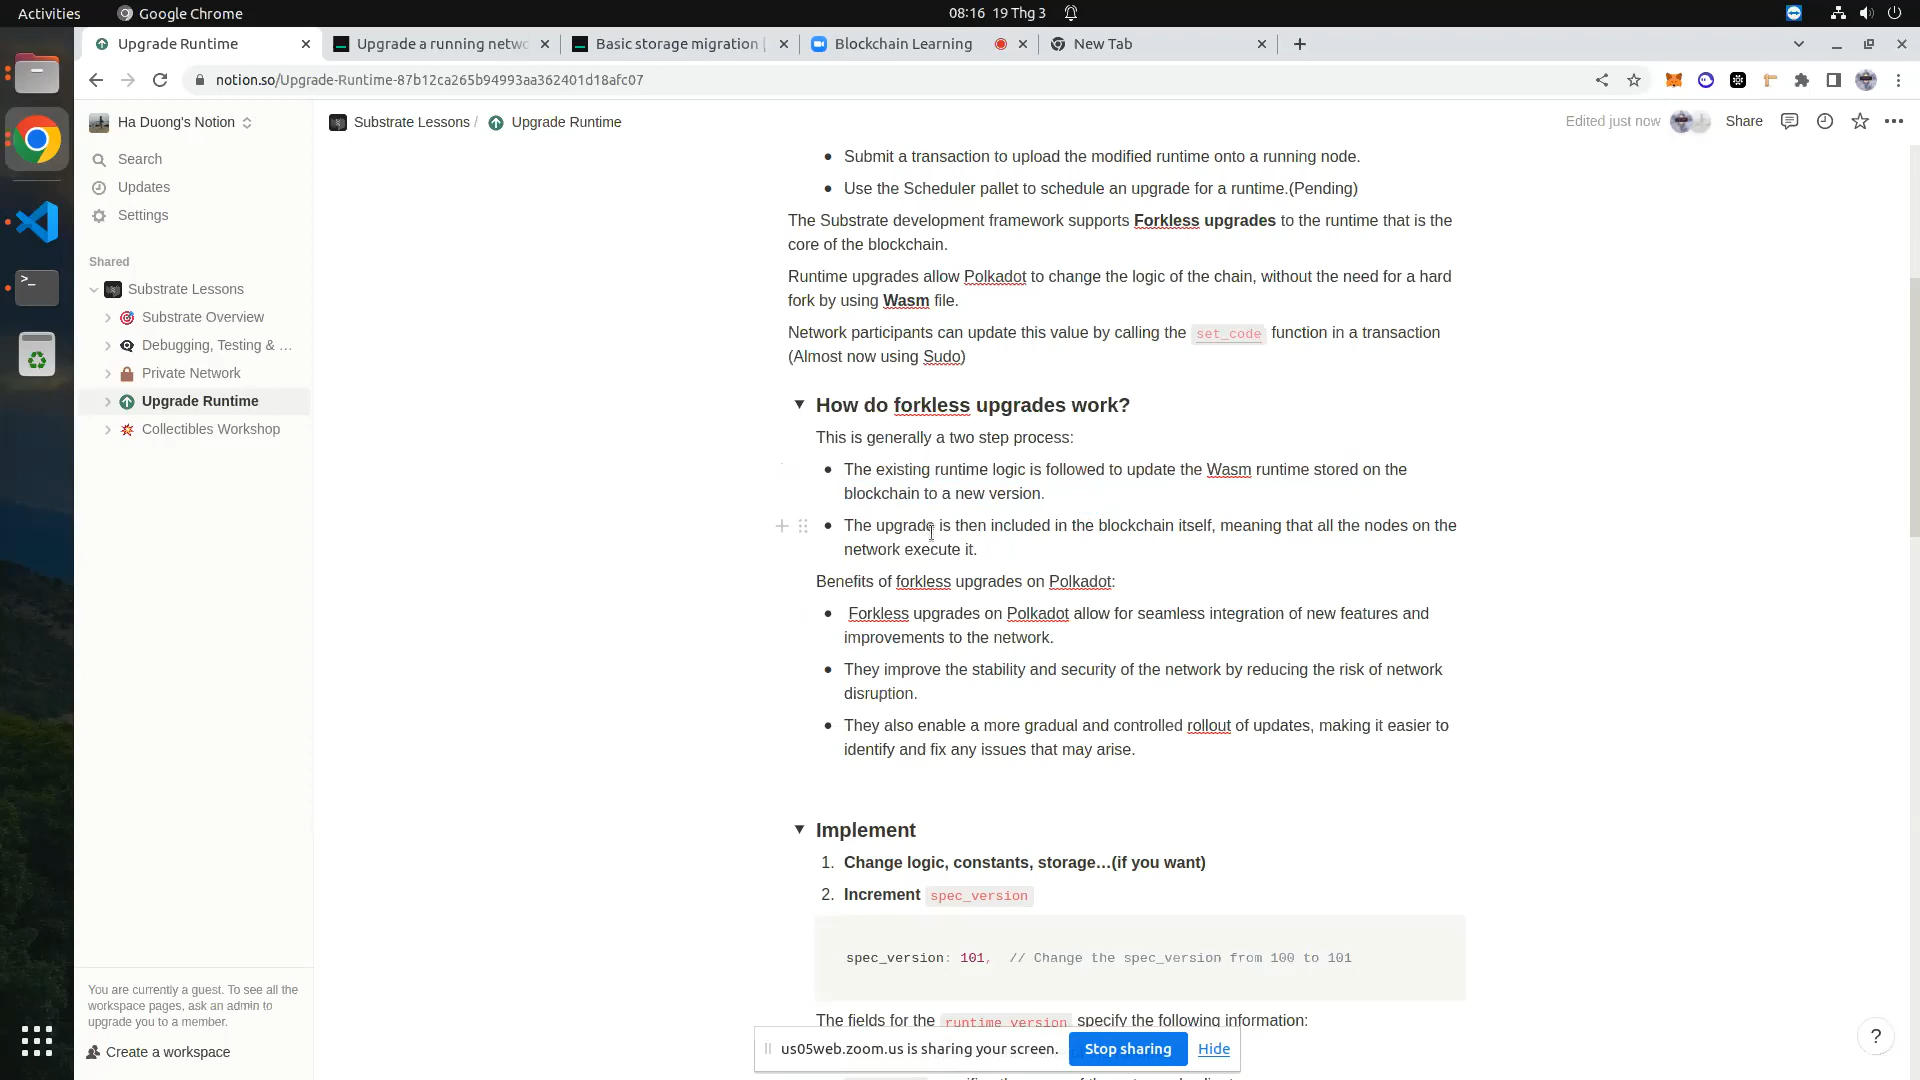 Activities
Google Chrome
08:16 19 Thg 3
Upgrade Runtime
Upgrade a running netwo
Basic storage migration |
Blockchain Learning
New Tab
notion.so/Upgrade-Runtime-87b12ca265b94993aa362401d18afc07
Ha Duong's Notion
Substrate Lessons /
Upgrade Runtime
Edited just now
Share
Search
Updates
Settings
Shared
Substrate Lessons
Substrate Overview
Debugging, Testing & ...
Private Network
Upgrade Runtime
Collectibles Workshop
You are currently a guest. To see all the
workspace pages, ask an admin to
upgrade you to a member.
Create a workspace
• Submit a transaction to upload the modified runtime onto a running node.
• Use the Scheduler pallet to schedule an upgrade for a runtime.(Pending)
The Substrate development framework supports Forkless upgrades to the runtime that is the
core of the blockchain.
Runtime upgrades allow Polkadot to change the logic of the chain, without the need for a hard
fork by using Wasm file.
Network participants can update this value by calling the set_code function in a transaction
(Almost now using Sudo)
How do forkless upgrades work?
This is generally a two step process:
• The existing runtime logic is followed to update the Wasm runtime stored on the
blockchain to a new version.
• The upgrade is then included in the blockchain itself, meaning that all the nodes on the
network execute it.
Benefits of forkless upgrades on Polkadot:
• Forkless upgrades on Polkadot allow for seamless integration of new features and
improvements to the network.
• They improve the stability and security of the network by reducing the risk of network
disruption.
• They also enable a more gradual and controlled rollout of updates, making it easier to
identify and fix any issues that may arise.
Implement
1. Change logic, constants, storage…(if you want)
2. Increment spec_version
spec_version: 101, // Change the spec_version from 100 to 101
The fields for the runtime_version specify the following information:
us05web.zoom.us is sharing your screen.
Stop sharing
Hide
?